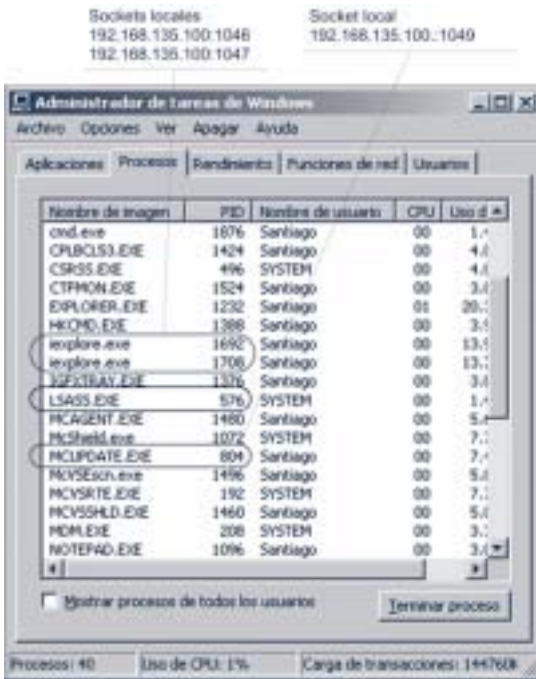 Sockets locales
192.168.135.100:1046
192.168.135.100:1047
Socket local
192.168.135.100.:1049
Administrador de tareas de Windows
Archivo Opciones Ver Apagar Ayuda
Aplicaciones Procesos Rendimiento Funciones de red Usuarios
Nombre de imagen PID Nombre de usuario CPU Uso d
cmd.exe 1876 Santiago 00
CPLBCLS3.EXE 1424 Santiago 00
CSRSS.EXE 496 SYSTEM 00
CTFMON.EXE 1524 Santiago 00
EXPLORER.EXE 1232 Santiago 01
HKCMD.EXE 1388 Santiago 00
iexplore.exe 1692 Santiago 00
iexplore.exe 1708 Santiago 00
IGFXTRAY.EXE 1376 Santiago 00
LSASS.EXE 576 SYSTEM 00
MCAGENT.EXE 1480 Santiago 00
McShield.exe 1072 SYSTEM 00
MCUPDATE.EXE 804 Santiago 00
McVSEscn.exe 1496 Santiago 00
MCVSRTE.EXE 192 SYSTEM 00
MCVSSHLD.EXE 1460 Santiago 00
MDM.EXE 208 SYSTEM 00
NOTEPAD.EXE 1096 Santiago 00
Mostrar procesos de todos los usuarios
Terminar proceso
Procesos: 40 Uso de CPU: 1% Carga de transacciones: